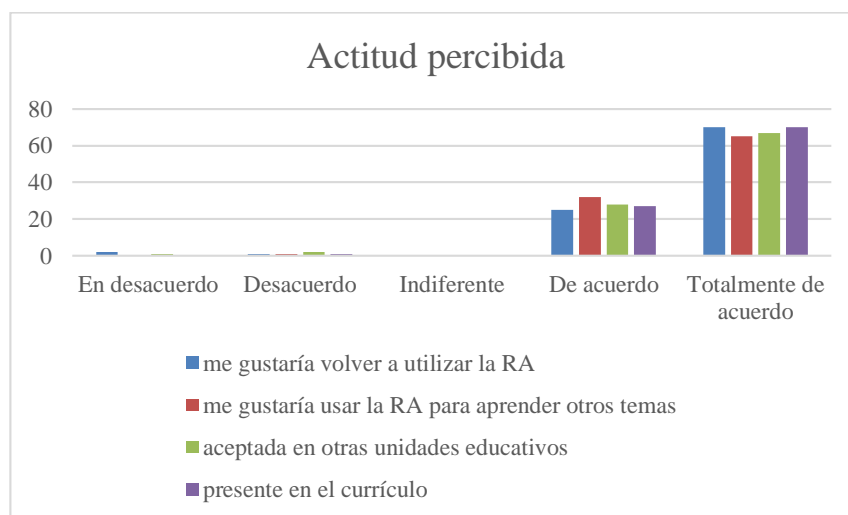 Actitud percibida
80
60
40
20
0
En desacuerdo
Desacuerdo
Indiferente
De acuerdo
Totalmente de
acuerdo
me gustaría volver a utilizar la RA
me gustaría usar la RA para aprender otros temas
aceptada en otras unidades educativos
presente en el currículo